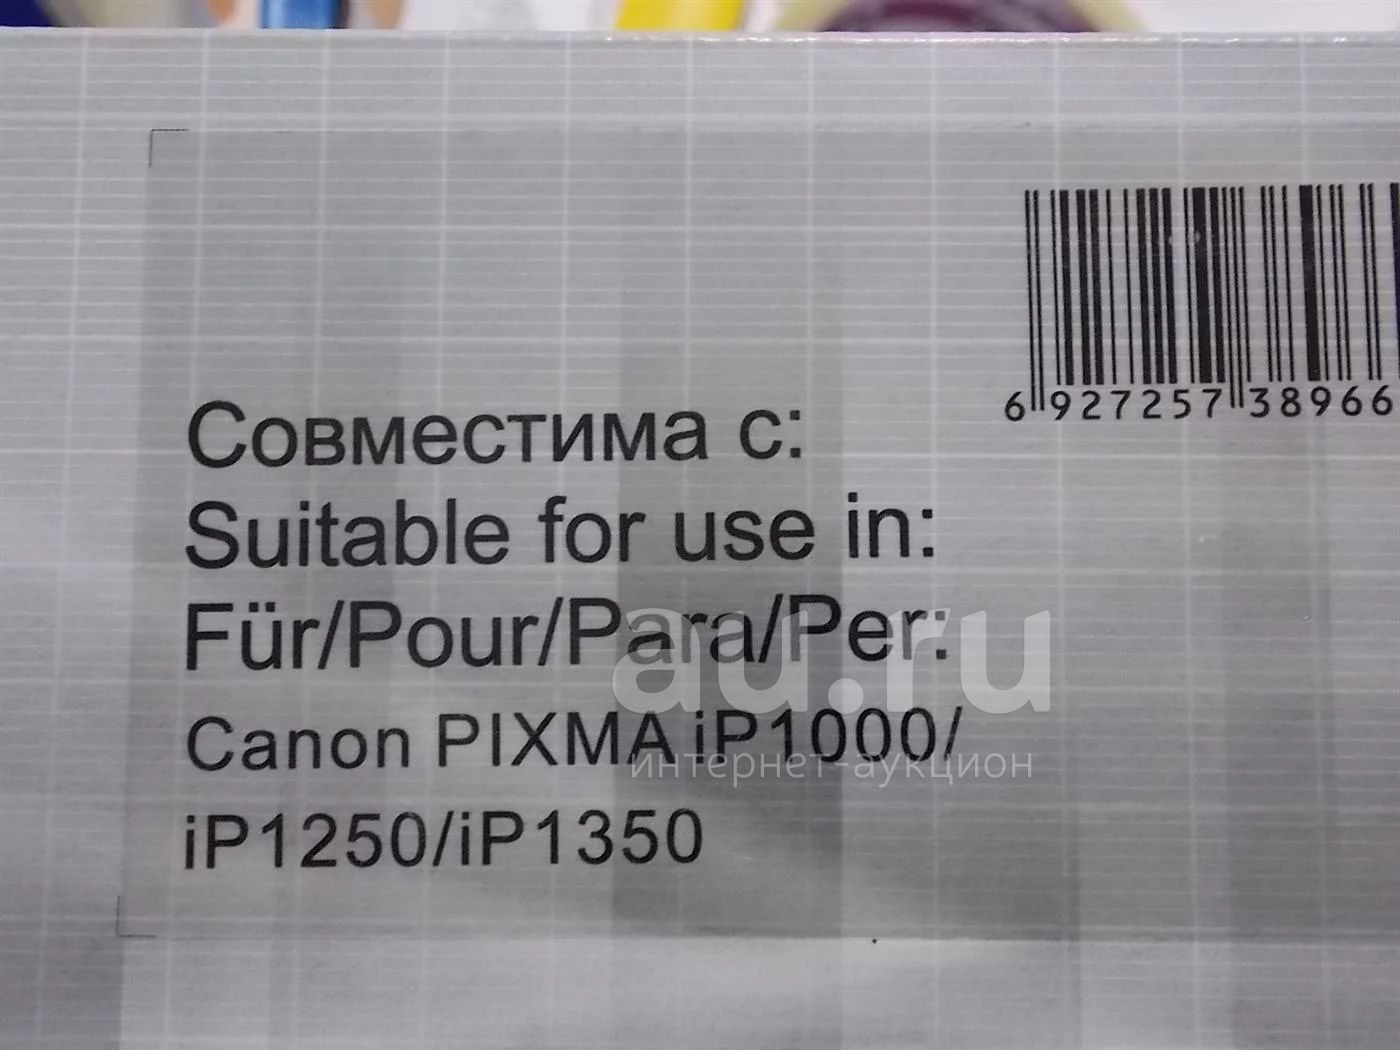 6 927257 38966
Совместима с:
Suitable for use in:
Für/Pour/Para/Per:
au.ru
Canon PIXMA iP1000/
интернет-аукцион
iP1250/iP1350